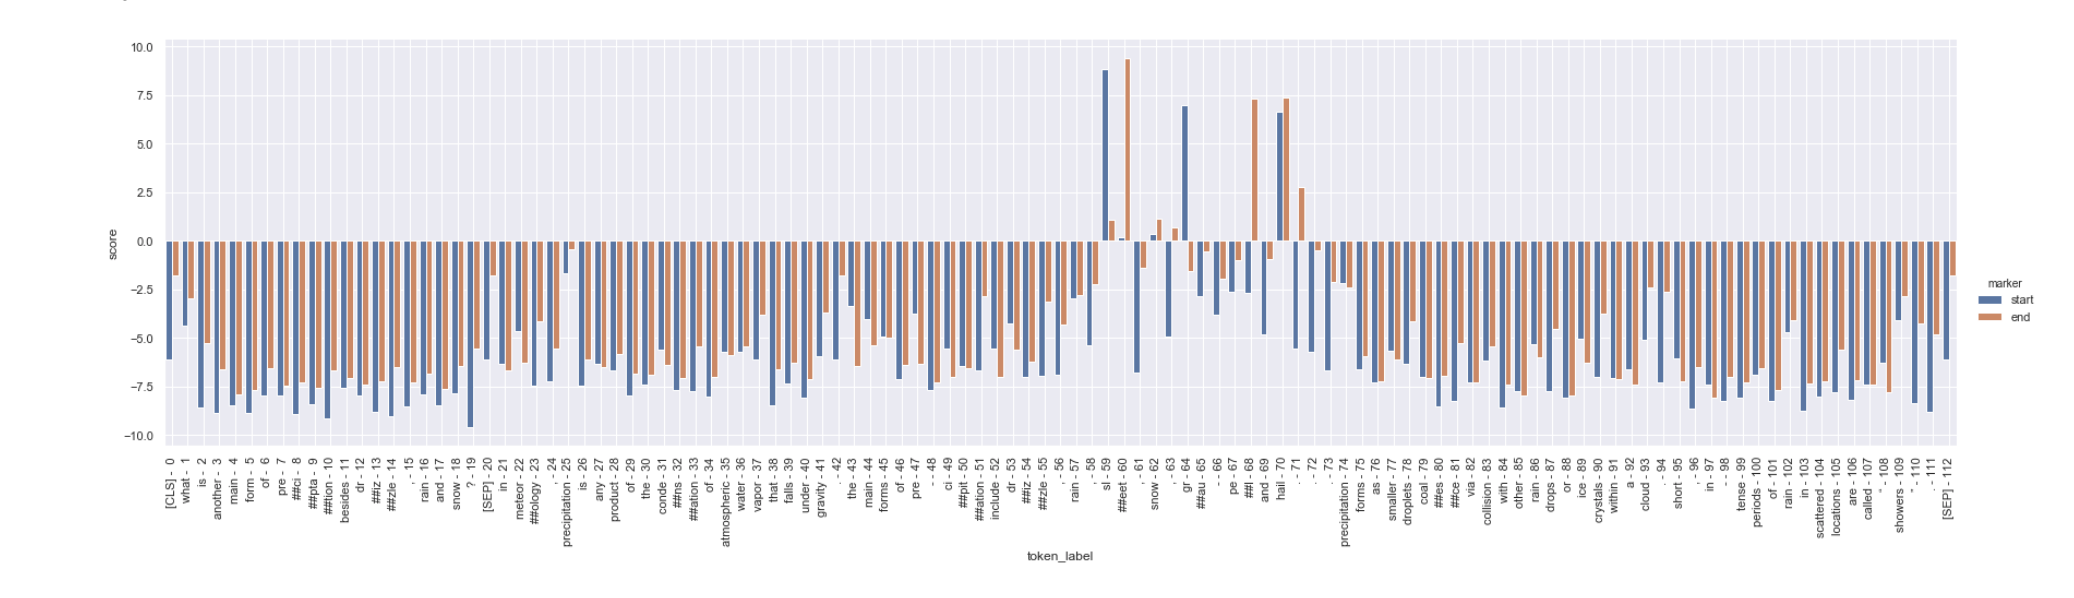 10.0
7.5
5.0
2.5
0.0
−2.5
−5.0
−7.5
−10.0
score
[CLS] - 0
what - 1
is - 2
another - 3
main - 4
form - 5
of - 6
pre - 7
##ci - 8
##pta - 9
##tion - 10
besides - 11
dr - 12
##iz - 13
##zle - 14
, - 15
rain - 16
and - 17
snow - 18
? - 19
[SEP] - 20
in - 21
meteor - 22
##ology - 23
, - 24
precipitation - 25
is - 26
any - 27
product - 28
of - 29
the - 30
conde - 31
##ns - 32
##ation - 33
of - 34
atmospheric - 35
water - 36
vapor - 37
that - 38
falls - 39
under - 40
gravity - 41
. - 42
the - 43
main - 44
forms - 45
of - 46
pre - 47
- - 48
ci - 49
##pit - 50
##ation - 51
include - 52
dr - 53
##iz - 54
##zle - 55
, - 56
rain - 57
, - 58
sl - 59
##eet - 60
, - 61
snow - 62
, - 63
gr - 64
##au - 65
- - 66
pe - 67
##l - 68
and - 69
hail - 70
. - 71
. - 72
. - 73
precipitation - 74
forms - 75
as - 76
smaller - 77
droplets - 78
coal - 79
##es - 80
##ce - 81
via - 82
collision - 83
with - 84
other - 85
rain - 86
drops - 87
or - 88
ice - 89
crystals - 90
within - 91
a - 92
cloud - 93
. - 94
short - 95
, - 96
in - 97
- - 98
tense - 99
periods - 100
of - 101
rain - 102
in - 103
scattered - 104
locations - 105
are - 106
called - 107
" - 108
showers - 109
" - 110
. - 111
[SEP] - 112
token_label
marker
start
end